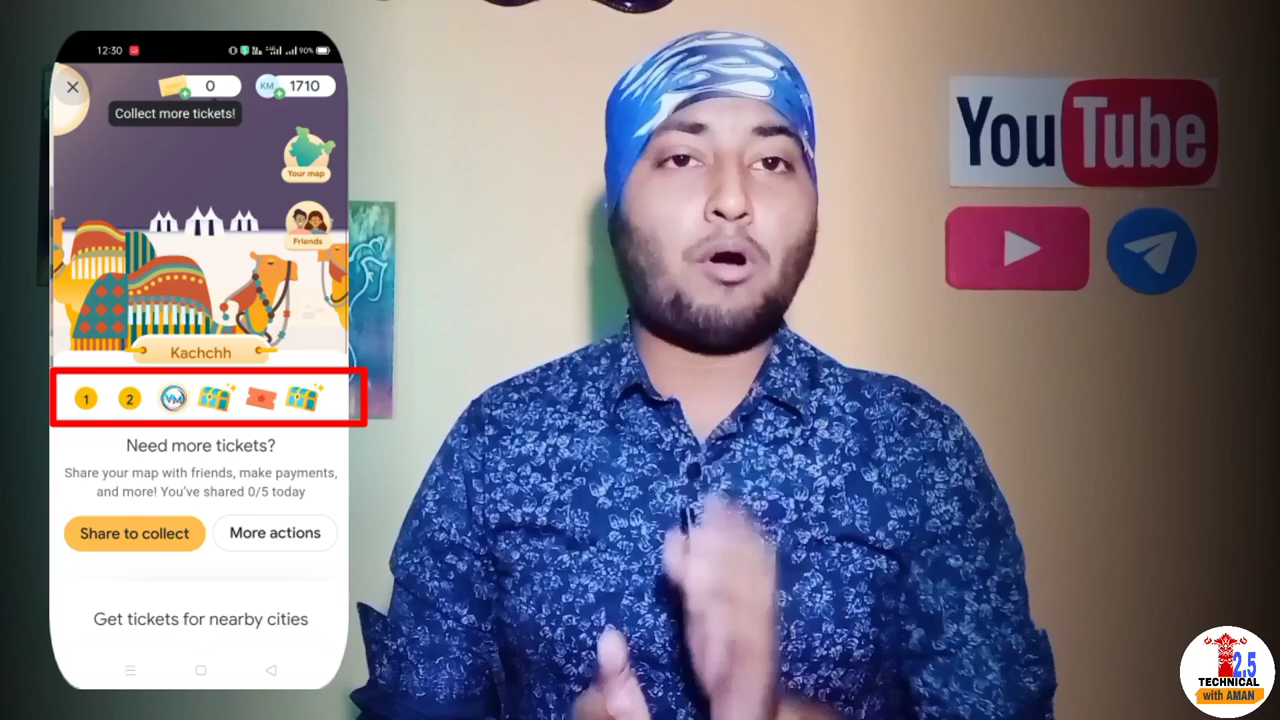 12:30
90%
0
KM
1710
Collect more tickets!
Your map
Friends
Kachchh
1
2
Need more tickets?
Share your map with friends, make payments,
and more! You've shared 0/5 today
Share to collect
More actions
Get tickets for nearby cities
YouTube
2.5
TECHNICAL
with AMAN